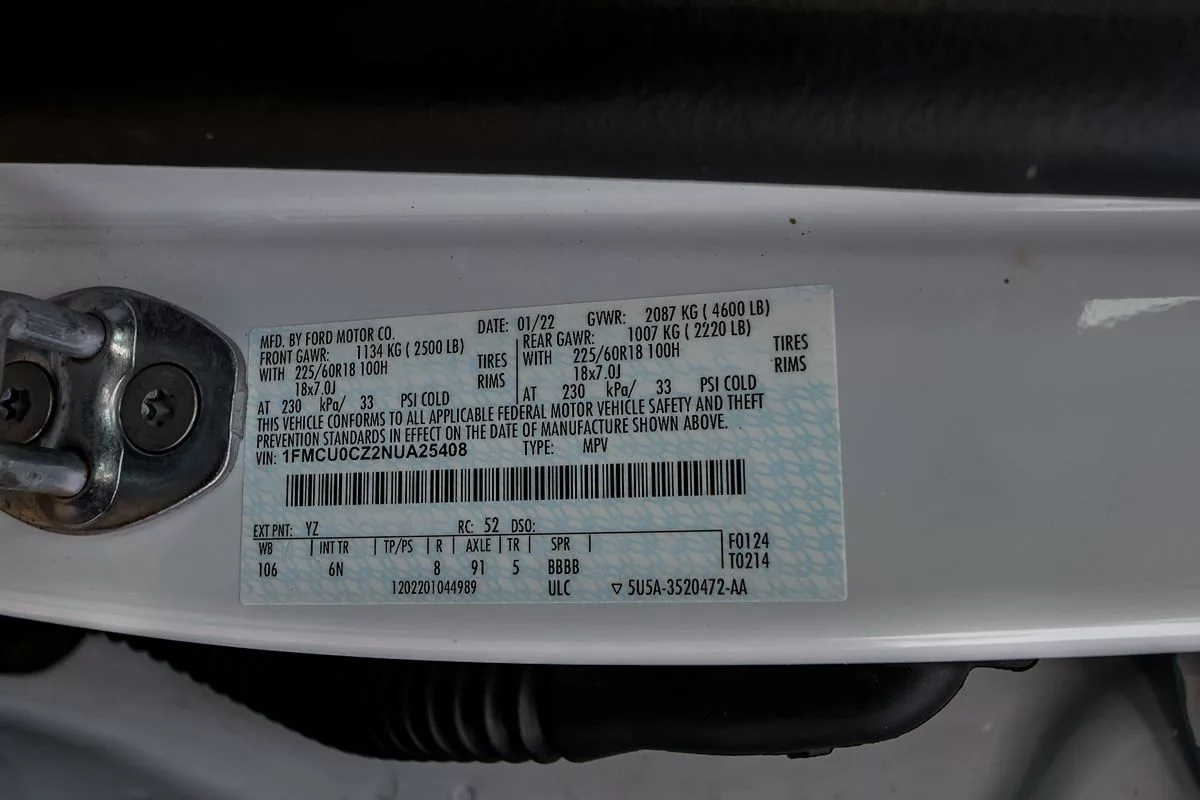 MFD. BY FORD MOTOR CO. DATE: 01/22 GVWR: 2087 KG ( 4600 LB)
FRONT GAWR: 1134 KG ( 2500 LB) REAR GAWR: 1007 KG ( 2220 LB)
WITH 225/60R18 100H TIRES WITH 225/60R18 100H TIRES
18x7.0J RIMS 18x7.0J RIMS
AT 230 kPa/ 33 PSI COLD AT 230 kPa/ 33 PSI COLD
THIS VEHICLE CONFORMS TO ALL APPLICABLE FEDERAL MOTOR VEHICLE SAFETY AND THEFT
PREVENTION STANDARDS IN EFFECT ON THE DATE OF MANUFACTURE SHOWN ABOVE.
VIN: 1FMCU0CZ2NUA25408 TYPE: MPV
EXT PNT: YZ RC: 52 DSO:
WB INT TR TP/PS R AXLE TR SPR F0124
106 6N 8 91 5 BBBB T0214
1202201044989 ULC ▽ 5U5A-3520472-AA